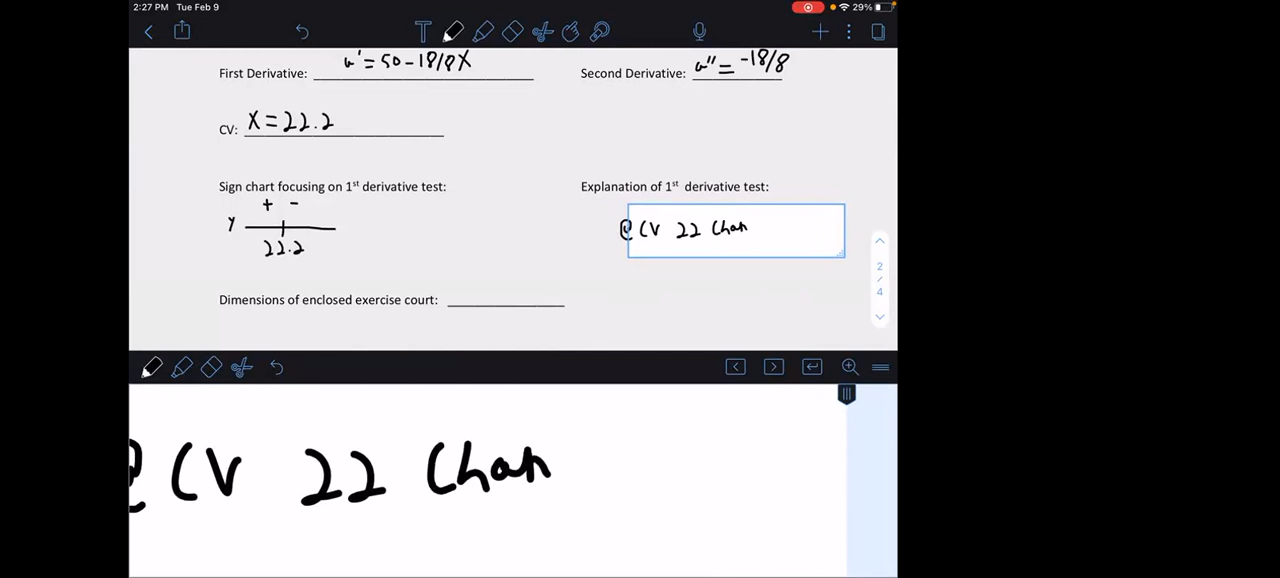 2:27 PM Tue Feb 9
29%
T
First Derivative: u' = 50 - 18/8X
Second Derivative: u'' = -18/8
CV: X = 22.2
Sign chart focusing on 1st derivative test:
Explanation of 1st derivative test:
+ -
Y
22.2
@ CV 22 Chan
Dimensions of enclosed exercise court:
2
/
4
@ CV 22 Chan